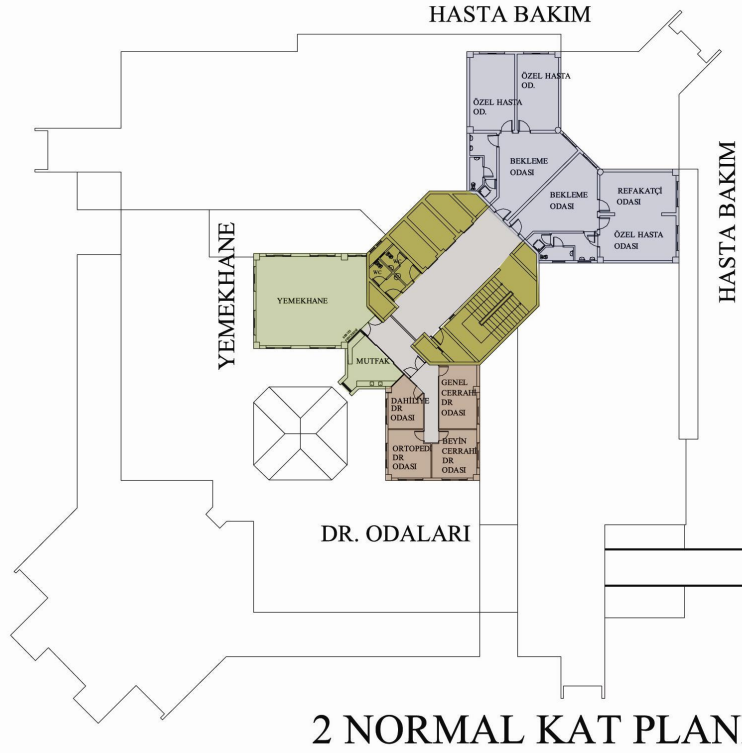 HASTA BAKIM
ÖZEL HASTA
OD.
ÖZEL HASTA
OD.
BEKLEME
ODASI
BEKLEME
ODASI
REFAKATÇİ
ODASI
ÖZEL HASTA
ODASI
HASTA BAKIM
YEMEKHANE
WC
WC
YEMEKHANE
MUTFAK
DAHİLİYE
DR
ODASI
GENEL
CERRAHİ
DR
ODASI
ORTOPEDİ
DR
ODASI
BEYİN
CERRAHİ
DR
ODASI
DR. ODALARI
2 NORMAL KAT PLAN